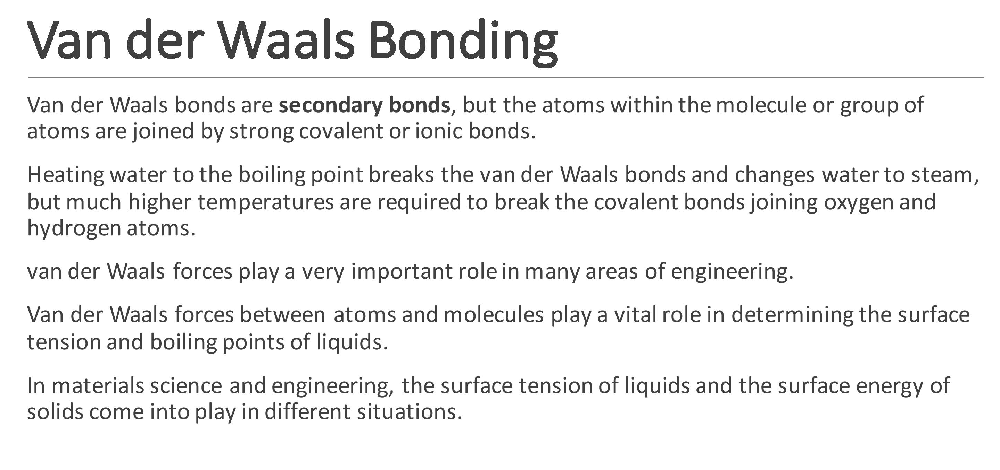 Van der Waals Bonding
Van der Waals bonds are secondary bonds, but the atoms within the molecule or group of
atoms are joined by strong covalent or ionic bonds.
Heating water to the boiling point breaks the van der Waals bonds and changes water to steam,
but much higher temperatures are required to break the covalent bonds joining oxygen and
hydrogen atoms.
van der Waals forces play a very important role in many areas of engineering.
Van der Waals forces between atoms and molecules play a vital role in determining the surface
tension and boiling points of liquids.
In materials science and engineering, the surface tension of liquids and the surface energy of
solids come into play in different situations.